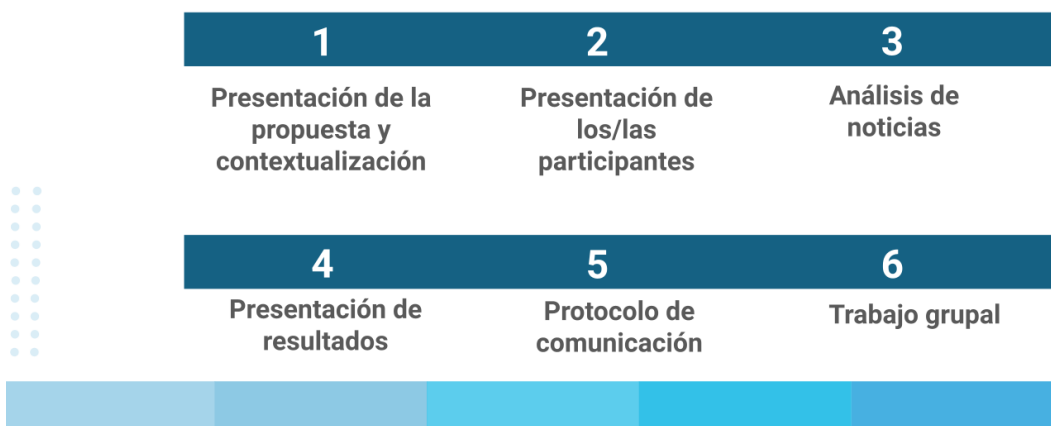 1 2 3
Presentación de la
propuesta y
contextualización
Presentación de
los/las
participantes
Análisis de
noticias
4 5 6
Presentación de
resultados
Protocolo de
comunicación
Trabajo grupal